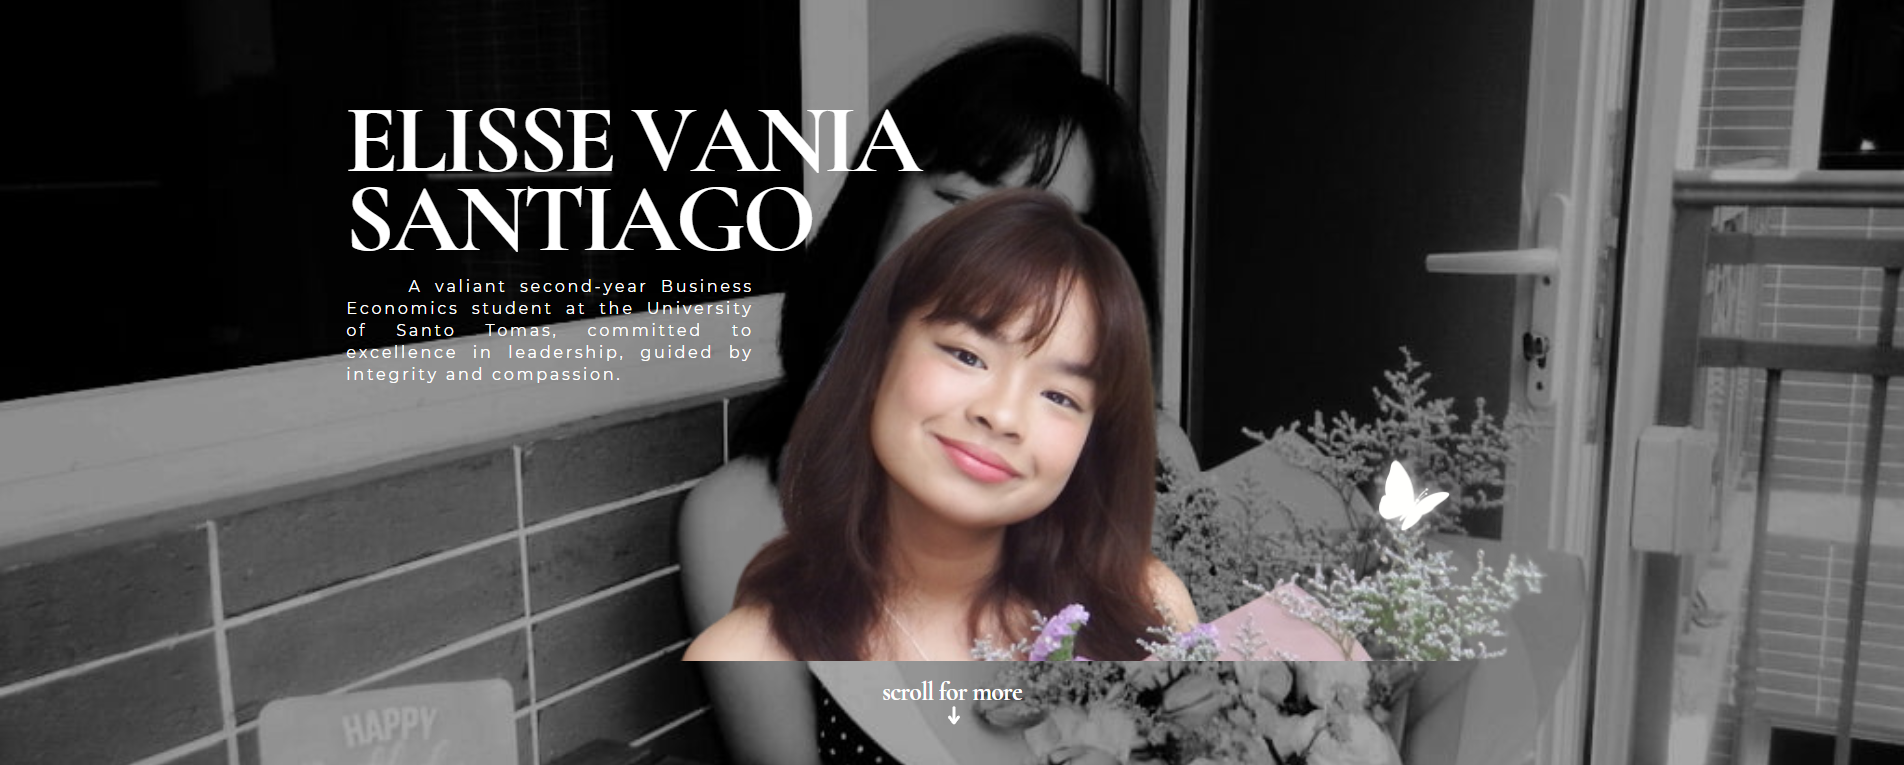 ELISSE VANIA
SANTIAGO
A valiant second-year Business
Economics student at the University
of Santo Tomas, committed to
excellence in leadership, guided by
integrity and compassion.
scroll for more
HAPPY